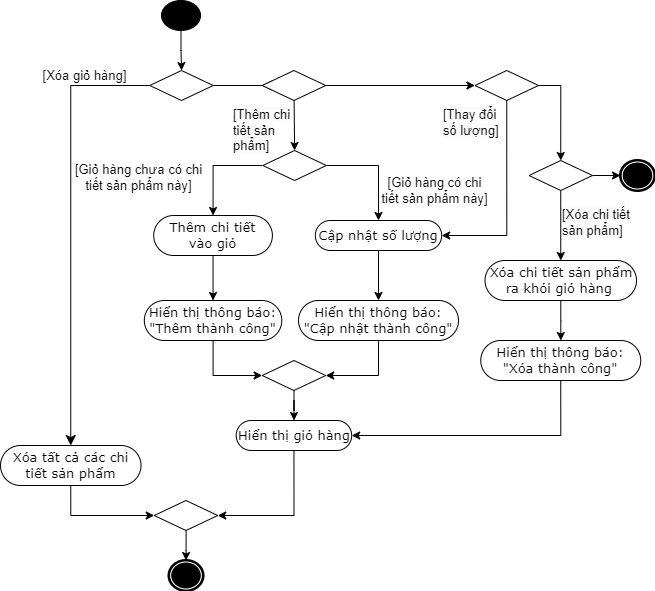 [Xóa giỏ hàng]
[Thêm chi
tiết sản
phẩm]
[Thay đổi
số lượng]
[Giỏ hàng chưa có chi
tiết sản phẩm này]
[Giỏ hàng có chi
tiết sản phẩm này]
[Xóa chi tiết
sản phẩm]
Thêm chi tiết
vào giỏ
Cập nhật số lượng
Xóa chi tiết sản phẩm
ra khỏi giỏ hàng
Hiển thị thông báo:
"Thêm thành công"
Hiển thị thông báo:
"Cập nhật thành công"
Hiển thị thông báo:
"Xóa thành công"
Hiển thị giỏ hàng
Xóa tất cả các chi
tiết sản phẩm